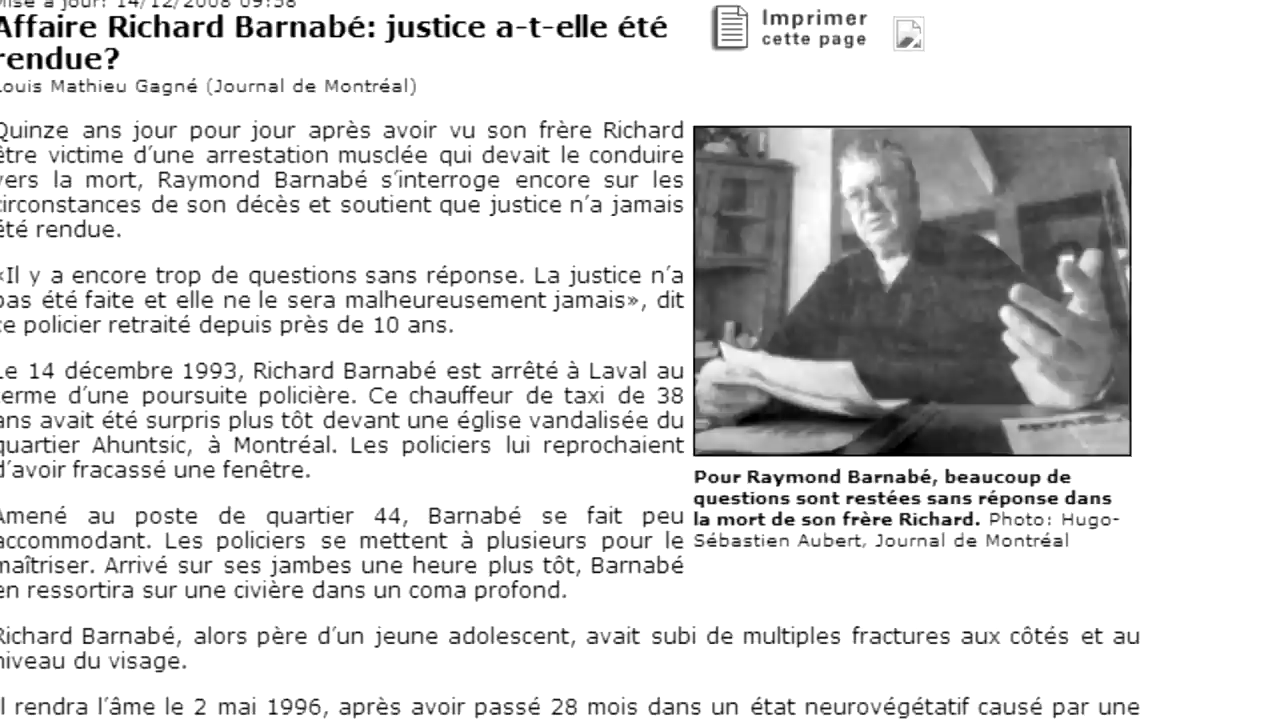 Mise à jour: 14/12/2008 09:58
Affaire Richard Barnabé: justice a-t-elle été
rendue?
Louis Mathieu Gagné (Journal de Montréal)
Imprimer
cette page
Quinze ans jour pour jour après avoir vu son frère Richard
être victime d'une arrestation musclée qui devait le conduire
vers la mort, Raymond Barnabé s'interroge encore sur les
circonstances de son décès et soutient que justice n'a jamais
été rendue.
«Il y a encore trop de questions sans réponse. La justice n'a
pas été faite et elle ne le sera malheureusement jamais», dit
ce policier retraité depuis près de 10 ans.
Le 14 décembre 1993, Richard Barnabé est arrêté à Laval au
terme d'une poursuite policière. Ce chauffeur de taxi de 38
ans avait été surpris plus tôt devant une église vandalisée du
quartier Ahuntsic, à Montréal. Les policiers lui reprochaient
d'avoir fracassé une fenêtre.
Amené au poste de quartier 44, Barnabé se fait peu
accommodant. Les policiers se mettent à plusieurs pour le
maîtriser. Arrivé sur ses jambes une heure plus tôt, Barnabé
en ressortira sur une civière dans un coma profond.
Pour Raymond Barnabé, beaucoup de
questions sont restées sans réponse dans
la mort de son frère Richard. Photo: Hugo-
Sébastien Aubert, Journal de Montréal
Richard Barnabé, alors père d'un jeune adolescent, avait subi de multiples fractures aux côtés et au
niveau du visage.
Il rendra l'âme le 2 mai 1996, après avoir passé 28 mois dans un état neurovégétatif causé par une